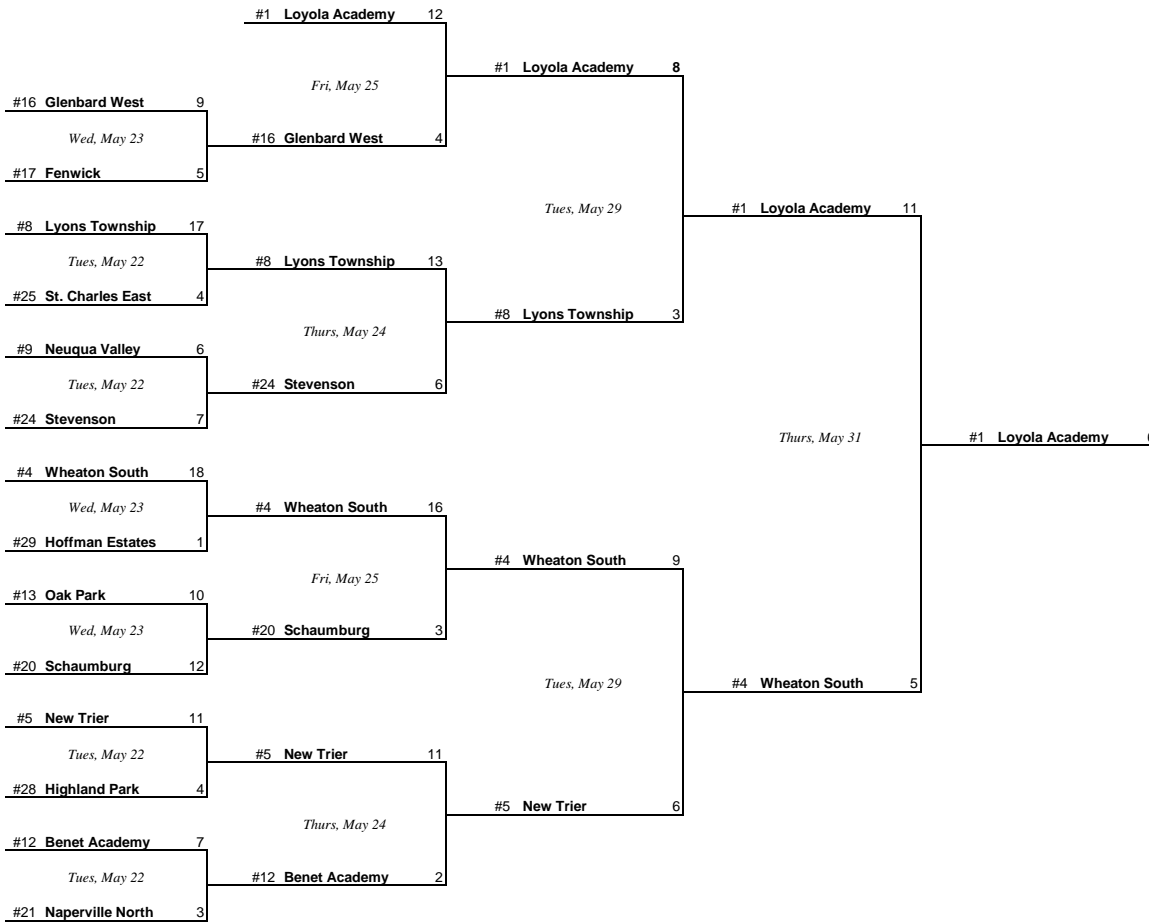 #1 Loyola Academy 12
#1 Loyola Academy 8
Fri, May 25
#16 Glenbard West 9
Wed, May 23
#16 Glenbard West 4
#17 Fenwick 5
Tues, May 29
#1 Loyola Academy 11
#8 Lyons Township 17
Tues, May 22
#8 Lyons Township 13
#25 St. Charles East 4
Thurs, May 24
#8 Lyons Township 3
#9 Neuqua Valley 6
Tues, May 22
#24 Stevenson 6
#24 Stevenson 7
Thurs, May 31
#1 Loyola Academy
#4 Wheaton South 18
Wed, May 23
#4 Wheaton South 16
#29 Hoffman Estates 1
#4 Wheaton South 9
Fri, May 25
#13 Oak Park 10
Wed, May 23
#20 Schaumburg 3
#20 Schaumburg 12
Tues, May 29
#4 Wheaton South 5
#5 New Trier 11
Tues, May 22
#5 New Trier 11
#28 Highland Park 4
#5 New Trier 6
Thurs, May 24
#12 Benet Academy 7
Tues, May 22
#12 Benet Academy 2
#21 Naperville North 3